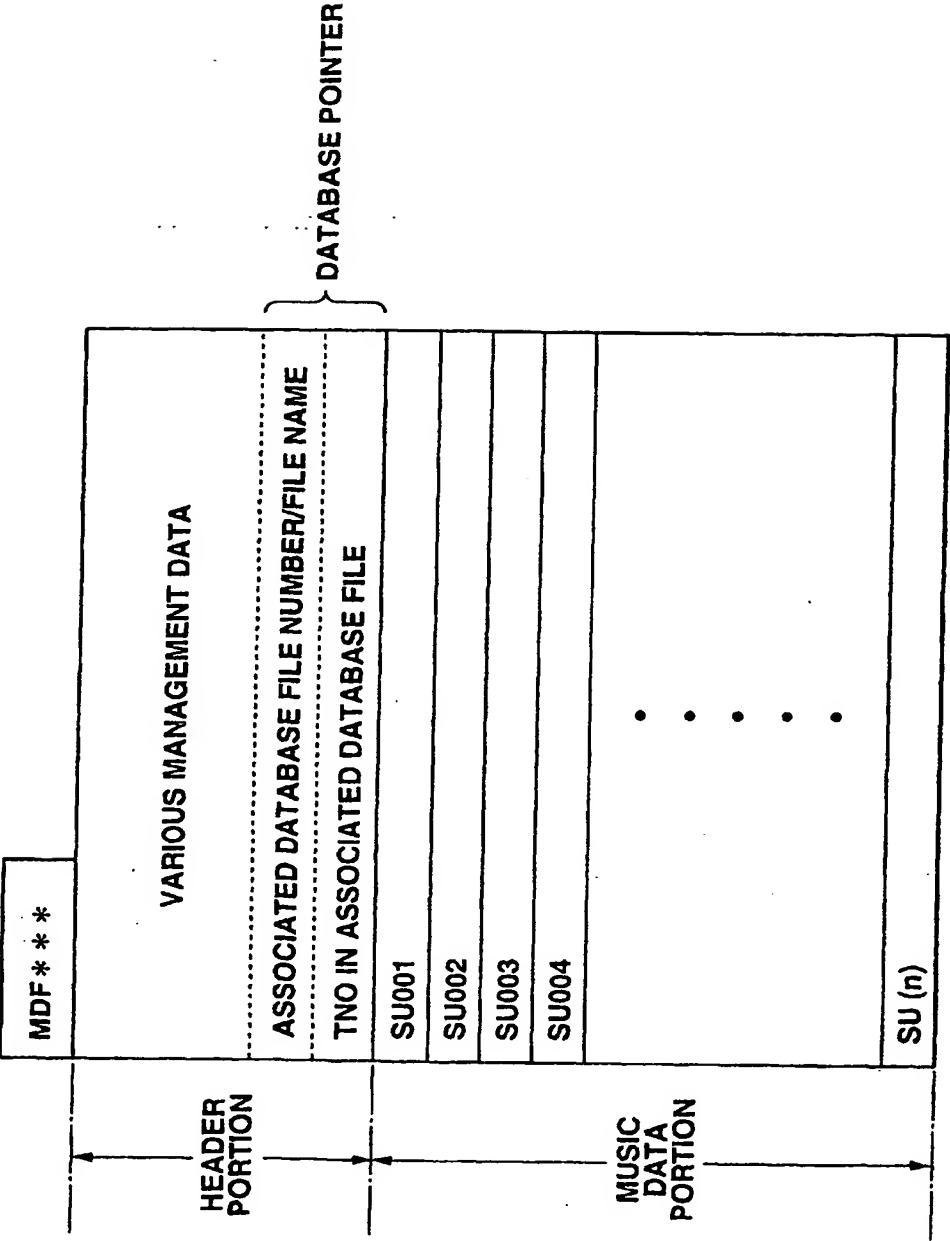 MDF***
HEADER
PORTION
VARIOUS MANAGEMENT DATA
ASSOCIATED DATABASE FILE NUMBER/FILE NAME
TNO IN ASSOCIATED DATABASE FILE
DATABASE POINTER
MUSIC
DATA
PORTION
SU001
SU002
SU003
SU004
SU (n)